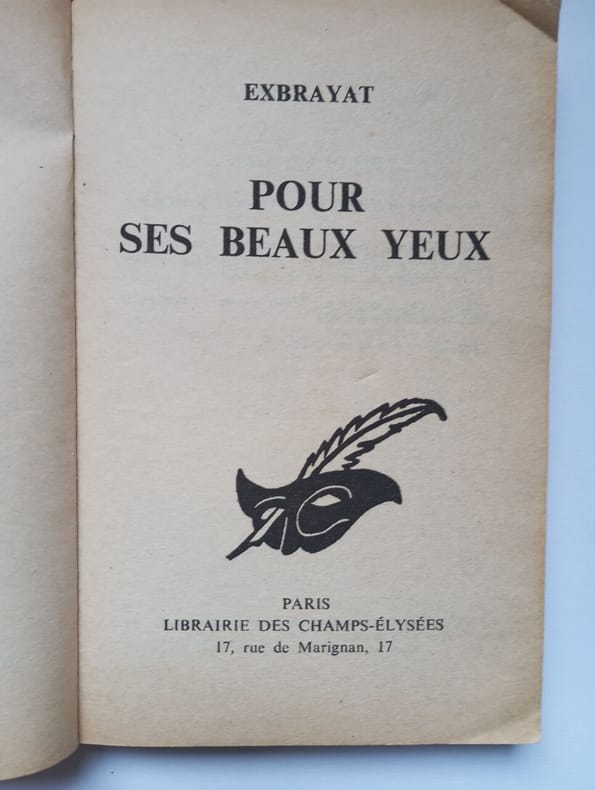 EXBRAYAT
POUR
SES BEAUX YEUX
PARIS
LIBRAIRIE DES CHAMPS-ÉLYSÉES
17, rue de Marignan, 17